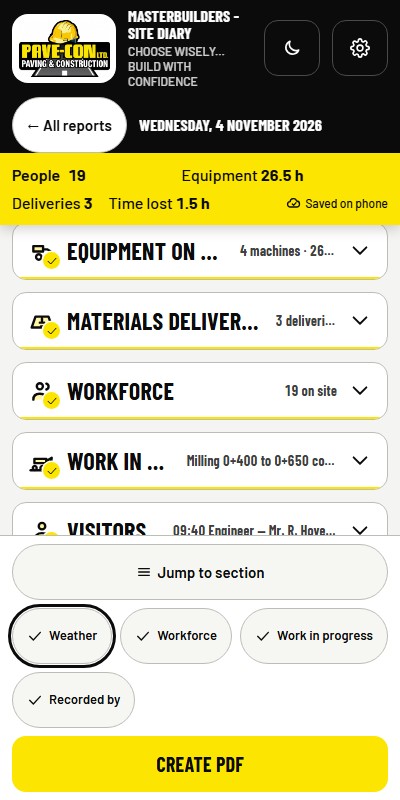 PAVE-CON LTD.
PAVING & CONSTRUCTION
MASTERBUILDERS -
SITE DIARY
CHOOSE WISELY...
BUILD WITH
CONFIDENCE
← All reports
WEDNESDAY, 4 NOVEMBER 2026
People 19
Equipment 26.5 h
Deliveries 3
Time lost 1.5 h
Saved on phone
EQUIPMENT ON ...
4 machines · 26...
MATERIALS DELIVER...
3 deliveri...
WORKFORCE
19 on site
WORK IN ...
Milling 0+400 to 0+650 co...
VISITORS
09:40 Engineer — Mr. R. Hove...
Jump to section
Weather
Workforce
Work in progress
Recorded by
CREATE PDF